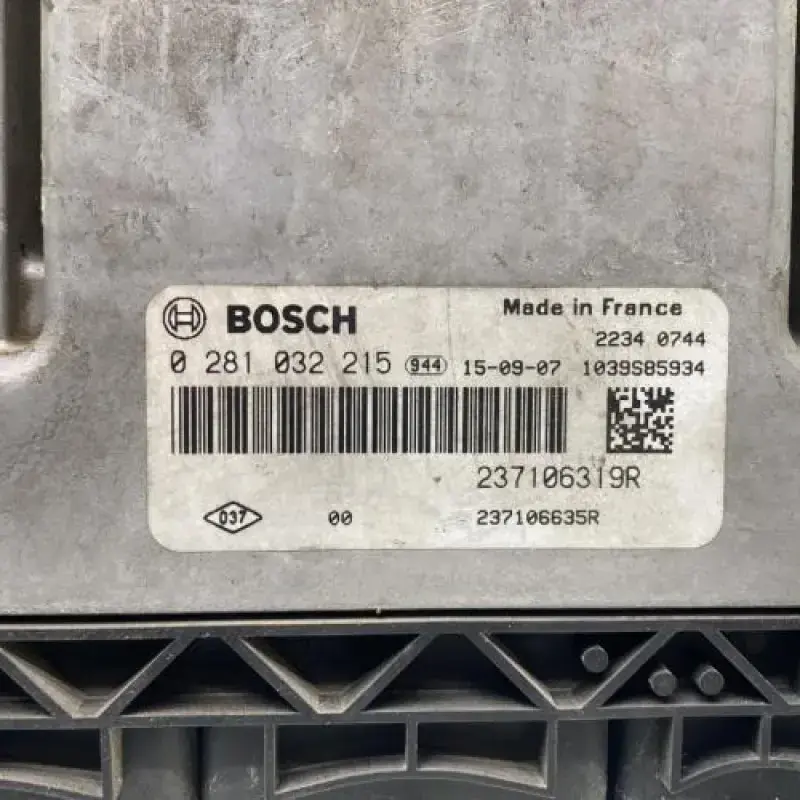 BOSCH
Made in France
2234 0744
0 281 032 215 944 15-09-07 1039S85934
237106319R
037 00 237106635R